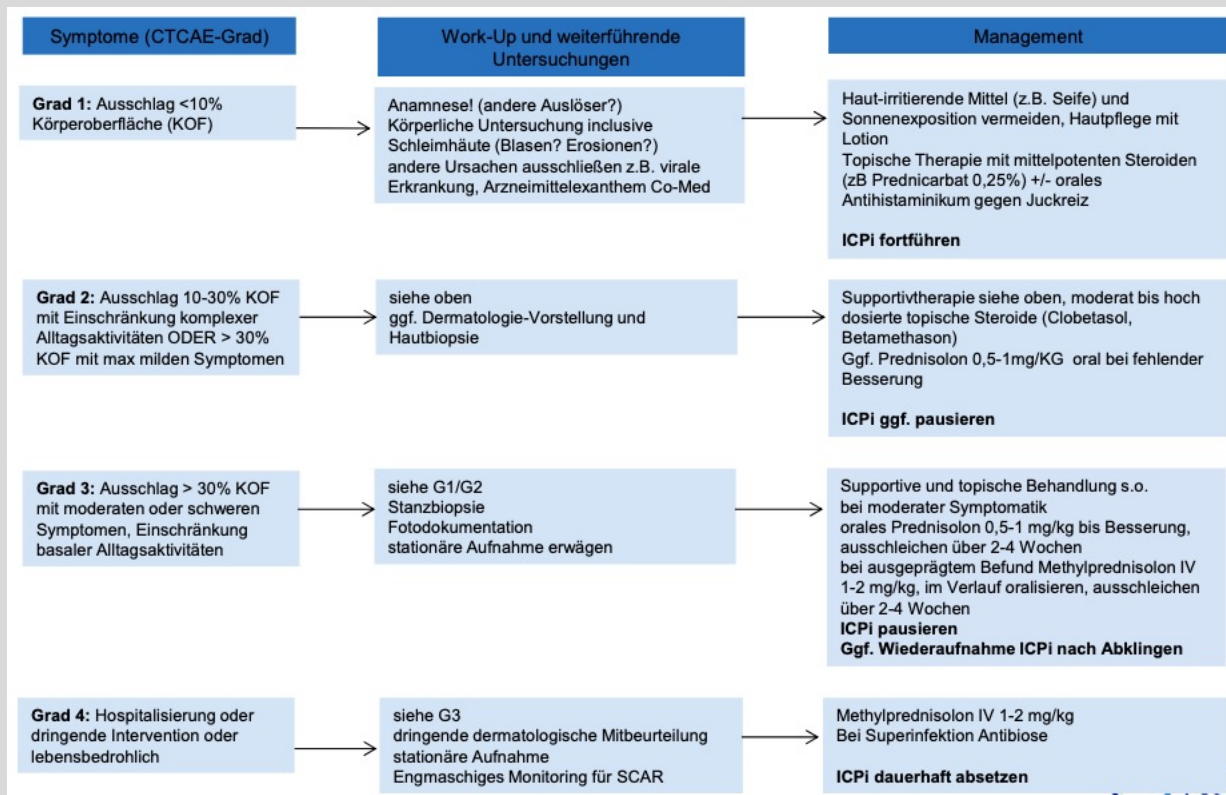 Symptome (CTCAE-Grad)
Work-Up und weiterführende
Untersuchungen
Management
Grad 1: Ausschlag <10%
Körperoberfläche (KOF)
Anamnese! (andere Auslöser?)
Körperliche Untersuchung inclusive
Schleimhäute (Blasen? Erosionen?)
andere Ursachen ausschließen z.B. virale
Erkrankung, Arzneimittelexanthem Co-Med
Haut-irritierende Mittel (z.B. Seife) und
Sonnenexposition vermeiden, Hautpflege mit
Lotion
Topische Therapie mit mittelpotenten Steroiden
(zB Prednicarbat 0,25%) +/- orales
Antihistaminikum gegen Juckreiz
ICPi fortführen
Grad 2: Ausschlag 10-30% KOF
mit Einschränkung komplexer
Alltagsaktivitäten ODER > 30%
KOF mit max milden Symptomen
siehe oben
ggf. Dermatologie-Vorstellung und
Hautbiopsie
Supportivtherapie siehe oben, moderat bis hoch
dosierte topische Steroide (Clobetasol,
Betamethason)
Ggf. Prednisolon 0,5-1mg/KG oral bei fehlender
Besserung
ICPi ggf. pausieren
Grad 3: Ausschlag > 30% KOF
mit moderaten oder schweren
Symptomen, Einschränkung
basaler Alltagsaktivitäten
siehe G1/G2
Stanzbiopsie
Fotodokumentation
stationäre Aufnahme erwägen
Supportive und topische Behandlung s.o.
bei moderater Symptomatik
orales Prednisolon 0,5-1 mg/kg bis Besserung,
ausschleichen über 2-4 Wochen
bei ausgeprägtem Befund Methylprednisolon IV
1-2 mg/kg, im Verlauf oralisieren, ausschleichen
über 2-4 Wochen
ICPi pausieren
Ggf. Wiederaufnahme ICPi nach Abklingen
Grad 4: Hospitalisierung oder
dringende Intervention oder
lebensbedrohlich
siehe G3
dringende dermatologische Mitbeurteilung
stationäre Aufnahme
Engmaschiges Monitoring für SCAR
Methylprednisolon IV 1-2 mg/kg
Bei Superinfektion Antibiose
ICPi dauerhaft absetzen